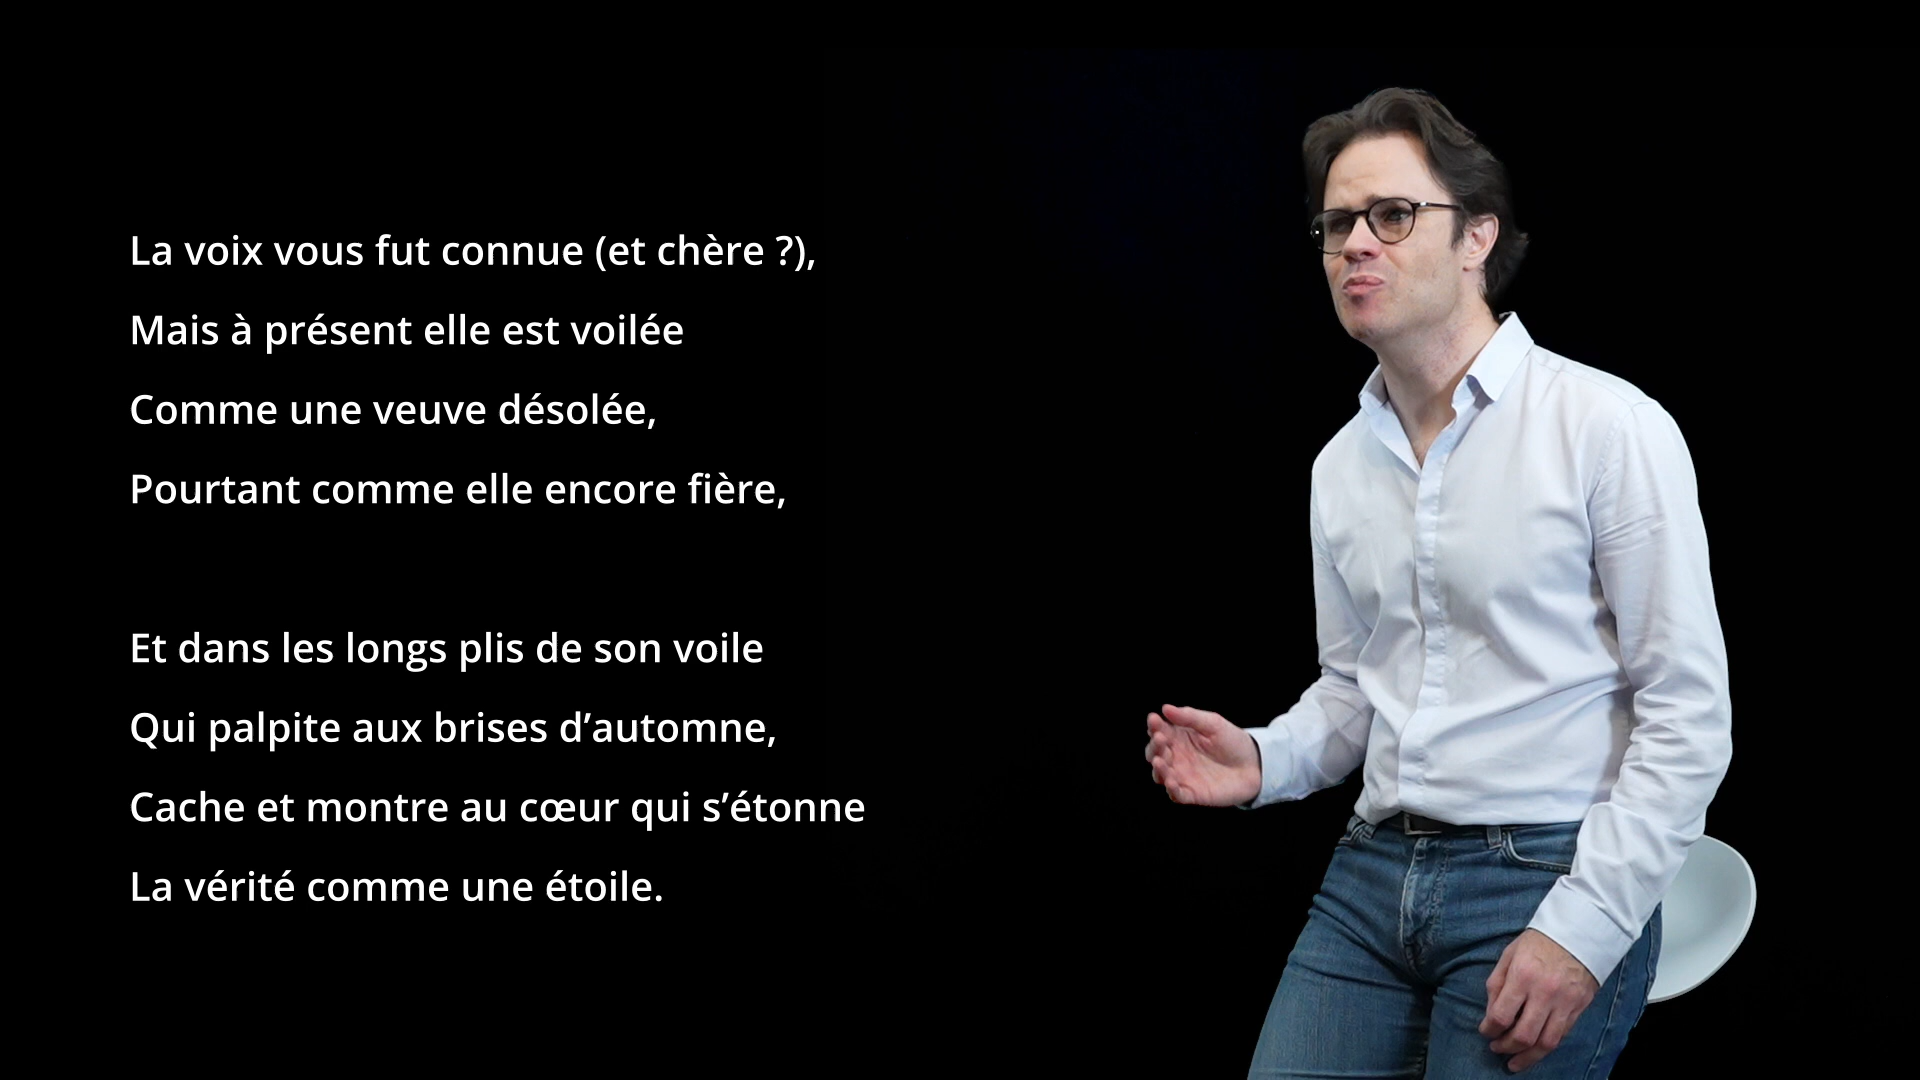 La voix vous fut connue (et chère ?),
Mais à présent elle est voilée
Comme une veuve désolée,
Pourtant comme elle encore fière,
Et dans les longs plis de son voile
Qui palpite aux brises d’automne,
Cache et montre au cœur qui s’étonne
La vérité comme une étoile.